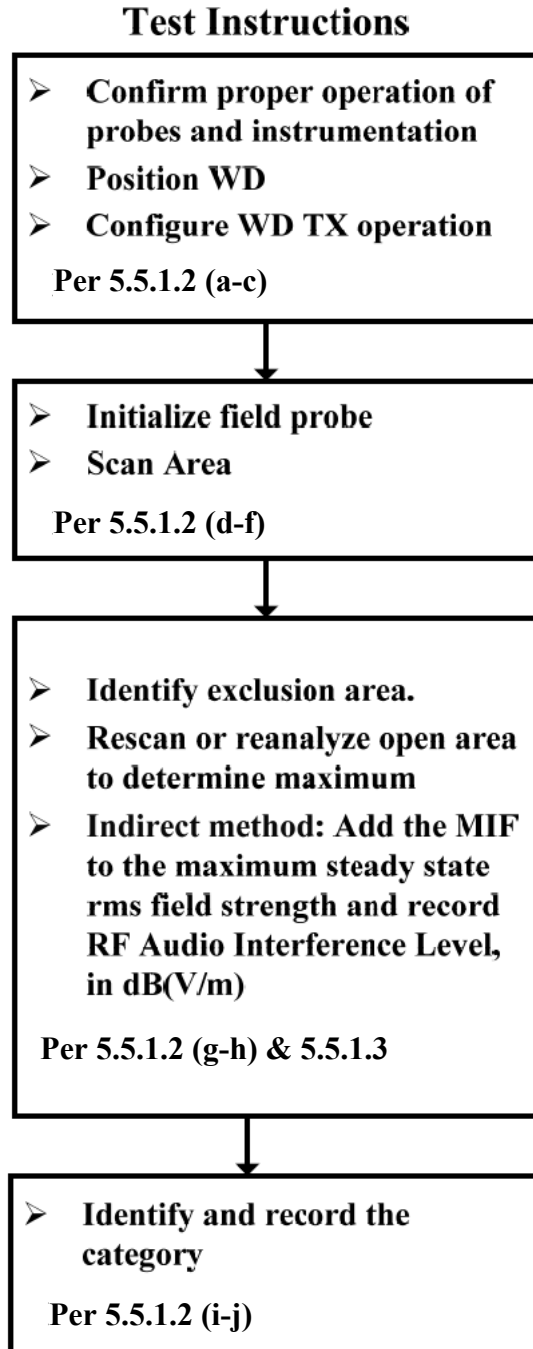 Test Instructions
➢ Confirm proper operation of
probes and instrumentation
➢ Position WD
➢ Configure WD TX operation
Per 5.5.1.2 (a-c)
➢ Initialize field probe
➢ Scan Area
Per 5.5.1.2 (d-f)
➢ Identify exclusion area.
➢ Rescan or reanalyze open area
to determine maximum
➢ Indirect method: Add the MIF
to the maximum steady state
rms field strength and record
RF Audio Interference Level,
in dB(V/m)
Per 5.5.1.2 (g-h) & 5.5.1.3
➢ Identify and record the
category
Per 5.5.1.2 (i-j)